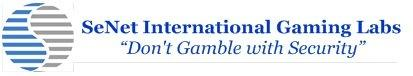 SeNet International Gaming Labs
“Don't Gamble with Security”